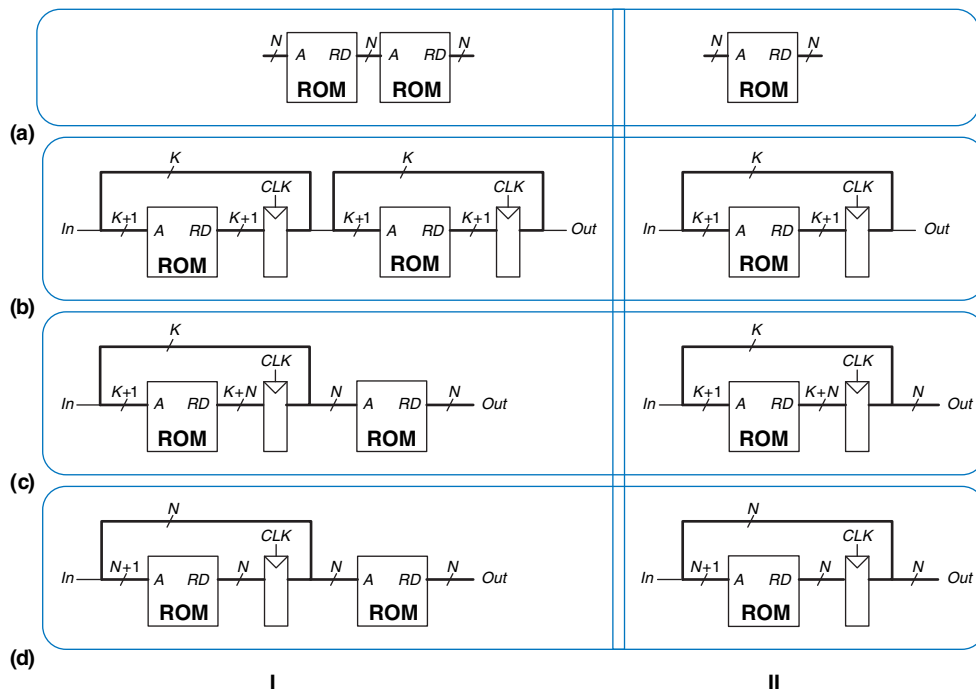 N N N N N
A RD A RD A RD
ROM ROM ROM
(a)
K K K
CLK CLK CLK
In K+1 K+1 K+1 K+1 Out In K+1 K+1 Out
A RD A RD A RD
ROM ROM ROM
(b)
K K
CLK CLK
In K+1 K+N N N Out In K+1 K+N N Out
A RD A RD A RD
ROM ROM ROM
(c)
N N
CLK CLK
In N+1 N N N Out In N+1 N N Out
A RD A RD A RD
ROM ROM ROM
(d)
I II